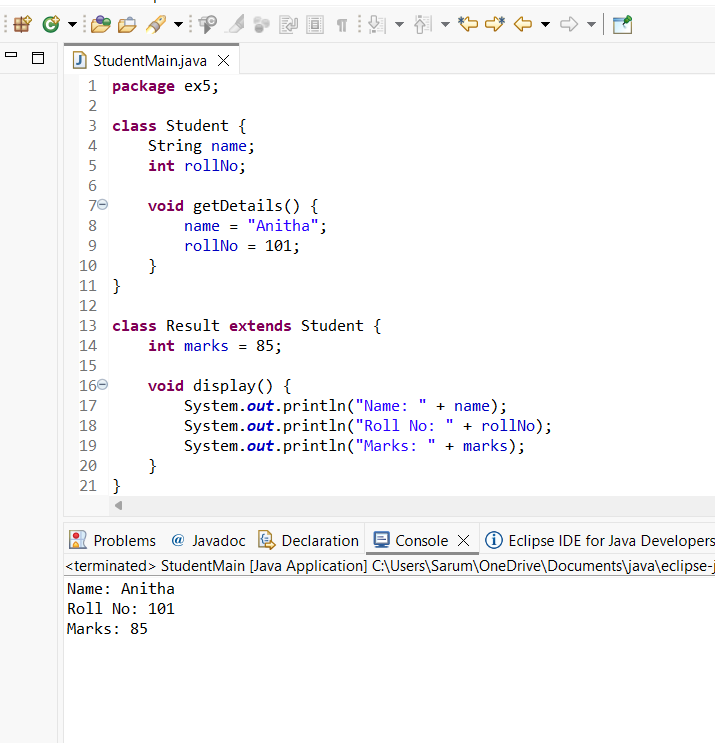 StudentMain.java
1 package ex5;
2
3 class Student {
4     String name;
5     int rollNo;
6
7     void getDetails() {
8         name = "Anitha";
9         rollNo = 101;
10     }
11 }
12
13 class Result extends Student {
14     int marks = 85;
15
16     void display() {
17         System.out.println("Name: " + name);
18         System.out.println("Roll No: " + rollNo);
19         System.out.println("Marks: " + marks);
20     }
21 }
Problems @ Javadoc Declaration Console Eclipse IDE for Java Developers
<terminated> StudentMain [Java Application] C:\Users\Sarum\OneDrive\Documents\java\eclipse-j
Name: Anitha
Roll No: 101
Marks: 85